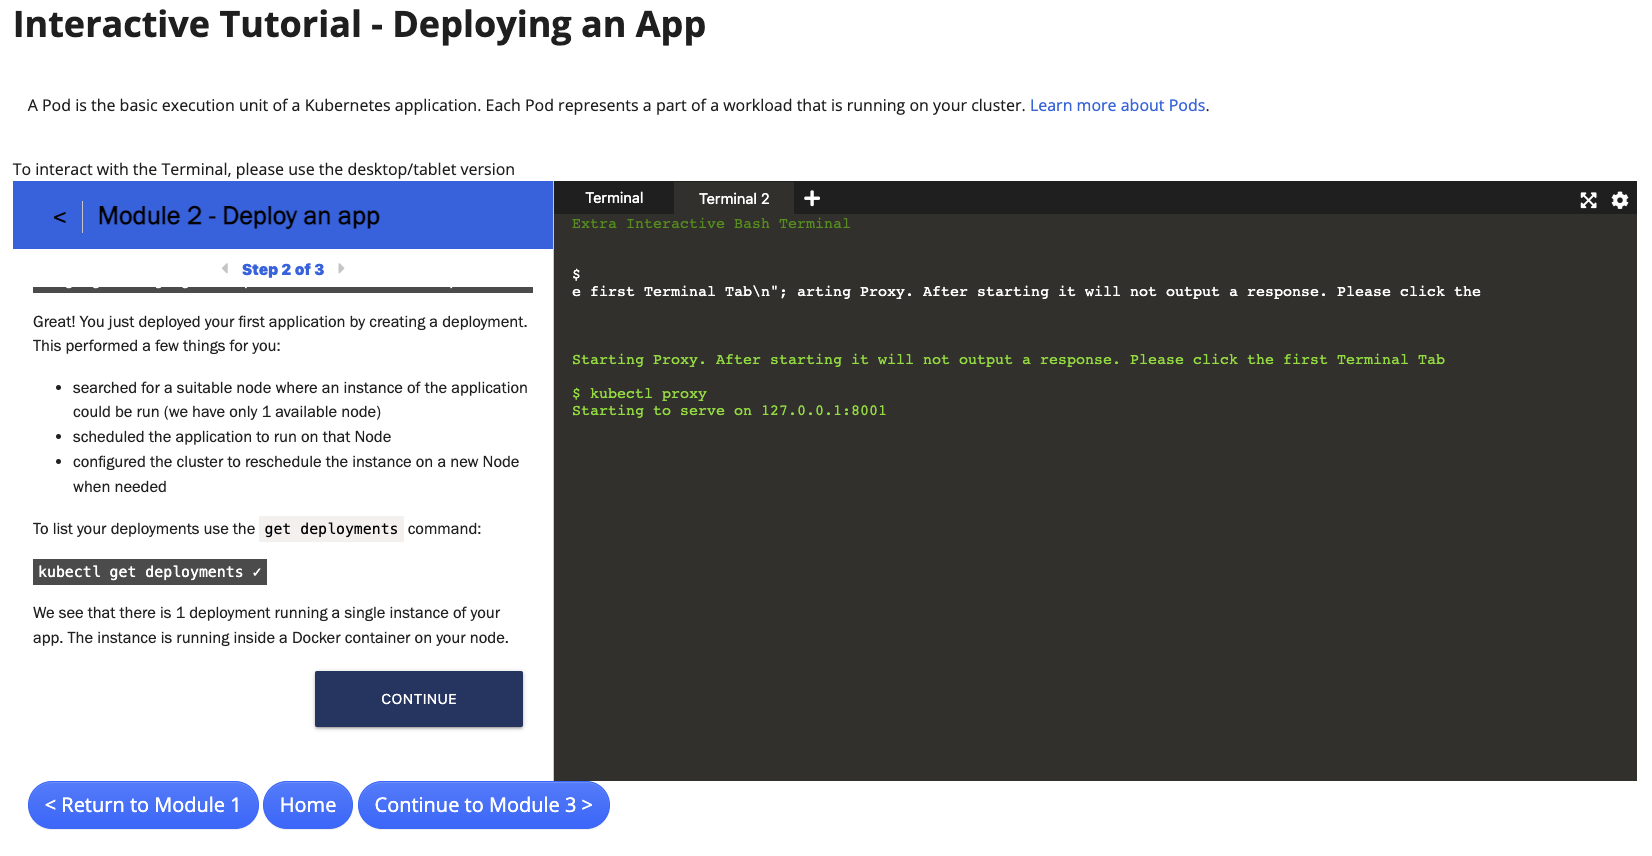 Interactive Tutorial - Deploying an App
A Pod is the basic execution unit of a Kubernetes application. Each Pod represents a part of a workload that is running on your cluster. Learn more about Pods.
To interact with the Terminal, please use the desktop/tablet version
< Module 2 - Deploy an app
Step 2 of 3
Great! You just deployed your first application by creating a deployment.
This performed a few things for you:
• searched for a suitable node where an instance of the application
could be run (we have only 1 available node)
• scheduled the application to run on that Node
• configured the cluster to reschedule the instance on a new Node
when needed
To list your deployments use the get deployments command:
kubectl get deployments ✓
We see that there is 1 deployment running a single instance of your
app. The instance is running inside a Docker container on your node.
CONTINUE
Terminal Terminal 2 +
Extra Interactive Bash Terminal
$
e first Terminal Tab\n"; arting Proxy. After starting it will not output a response. Please click the
Starting Proxy. After starting it will not output a response. Please click the first Terminal Tab
$ kubectl proxy
Starting to serve on 127.0.0.1:8001
< Return to Module 1 Home Continue to Module 3 >